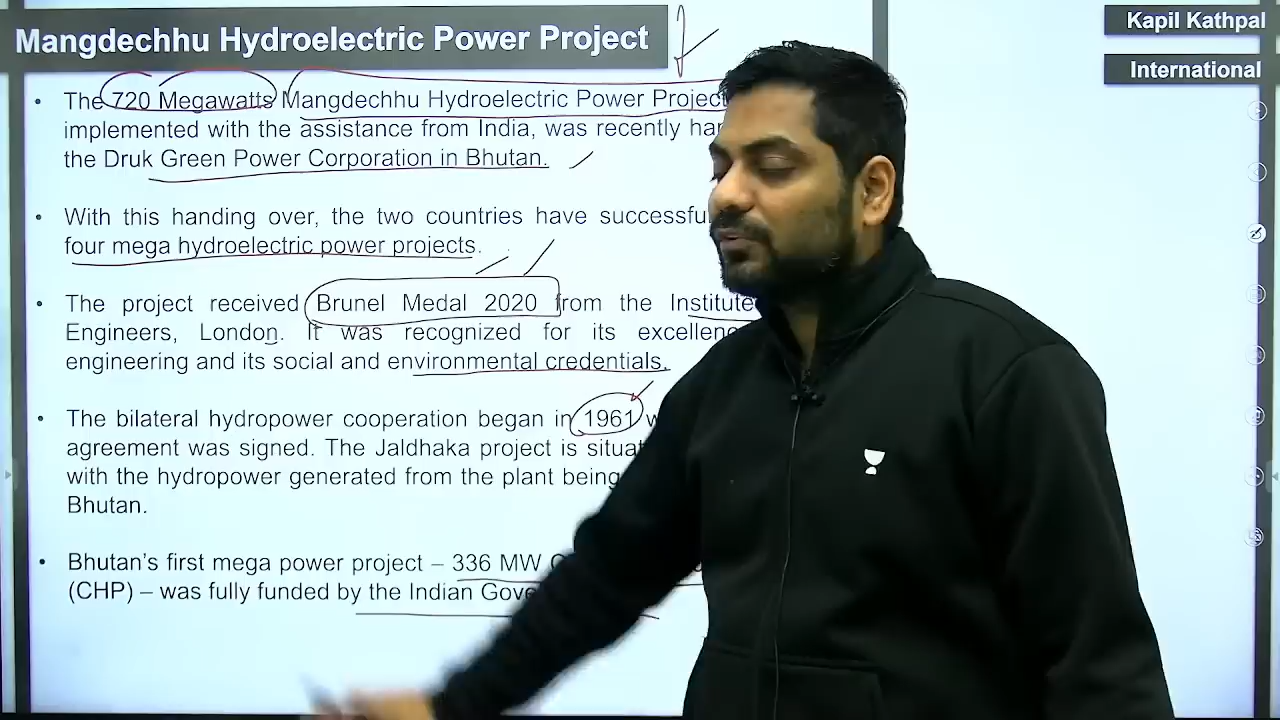 Mangdechhu Hydroelectric Power Project
Kapil Kathpal
International
• The 720 Megawatts Mangdechhu Hydroelectric Power Project
implemented with the assistance from India, was recently
the Druk Green Power Corporation in Bhutan.
• With this handing over, the two countries have
four mega hydroelectric power projects.
• The project received Brunel Medal 2020 from the Institute
Engineers, London. It was recognized for its
engineering and its social and environmental credentials.
• The bilateral hydropower cooperation began in 1961
agreement was signed. The Jaldhaka project is
with the hydropower generated from the plant being
Bhutan.
• Bhutan's first mega power project – 336 MW
(CHP) – was fully funded by the Indian